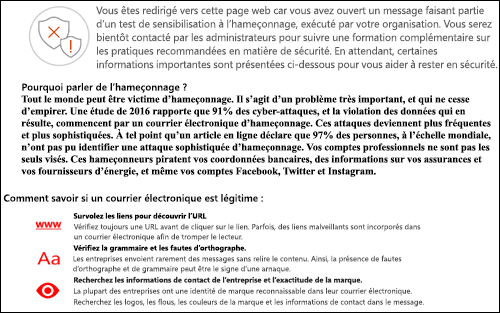 Vous êtes redirigé vers cette page web car vous avez ouvert un message faisant partie
d'un test de sensibilisation à l'hameçonnage, exécuté par votre organisation. Vous serez
bientôt contacté par les administrateurs pour suivre une formation complémentaire sur
les pratiques recommandées en matière de sécurité. En attendant, certaines
informations importantes sont présentées ci-dessous pour vous aider à rester en sécurité.
Pourquoi parler de l'hameçonnage ?
Tout le monde peut être victime d'hameçonnage. Il s'agit d'un problème très important, et qui ne cesse
d'empirer. Une étude de 2016 rapporte que 91% des cyber-attaques, et la violation des données qui en
résulte, commencent par un courrier électronique d'hameçonnage. Ces attaques deviennent plus fréquentes
et plus sophistiquées. À tel point qu'un article en ligne déclare que 97% des personnes, à l'échelle mondiale,
n'ont pas pu identifier une attaque sophistiquée d'hameçonnage. Vos comptes professionnels ne sont pas les
seuls visés. Ces hameçonneurs piratent vos coordonnées bancaires, des informations sur vos assurances et
vos fournisseurs d'énergie, et même vos comptes Facebook, Twitter et Instagram.
Comment savoir si un courrier électronique est légitime :
Survolez les liens pour découvrir l'URL
www
Vérifiez toujours une URL avant de cliquer sur le lien. Parfois, des liens malveillants sont incorporés dans
un courrier électronique afin de tromper le lecteur.
Vérifiez la grammaire et les fautes d'orthographe.
Aa
Les entreprises envoient rarement des messages sans relire le contenu. Ainsi, la présence de fautes
d'orthographe et de grammaire peut être le signe d'une arnaque.
Recherchez les informations de contact de l'entreprise et l'exactitude de la marque.
La plupart des entreprises ont une identité de marque reconnaissable dans leur courrier électronique.
Recherchez les logos, les flous, les couleurs de la marque et les informations de contact dans le message.